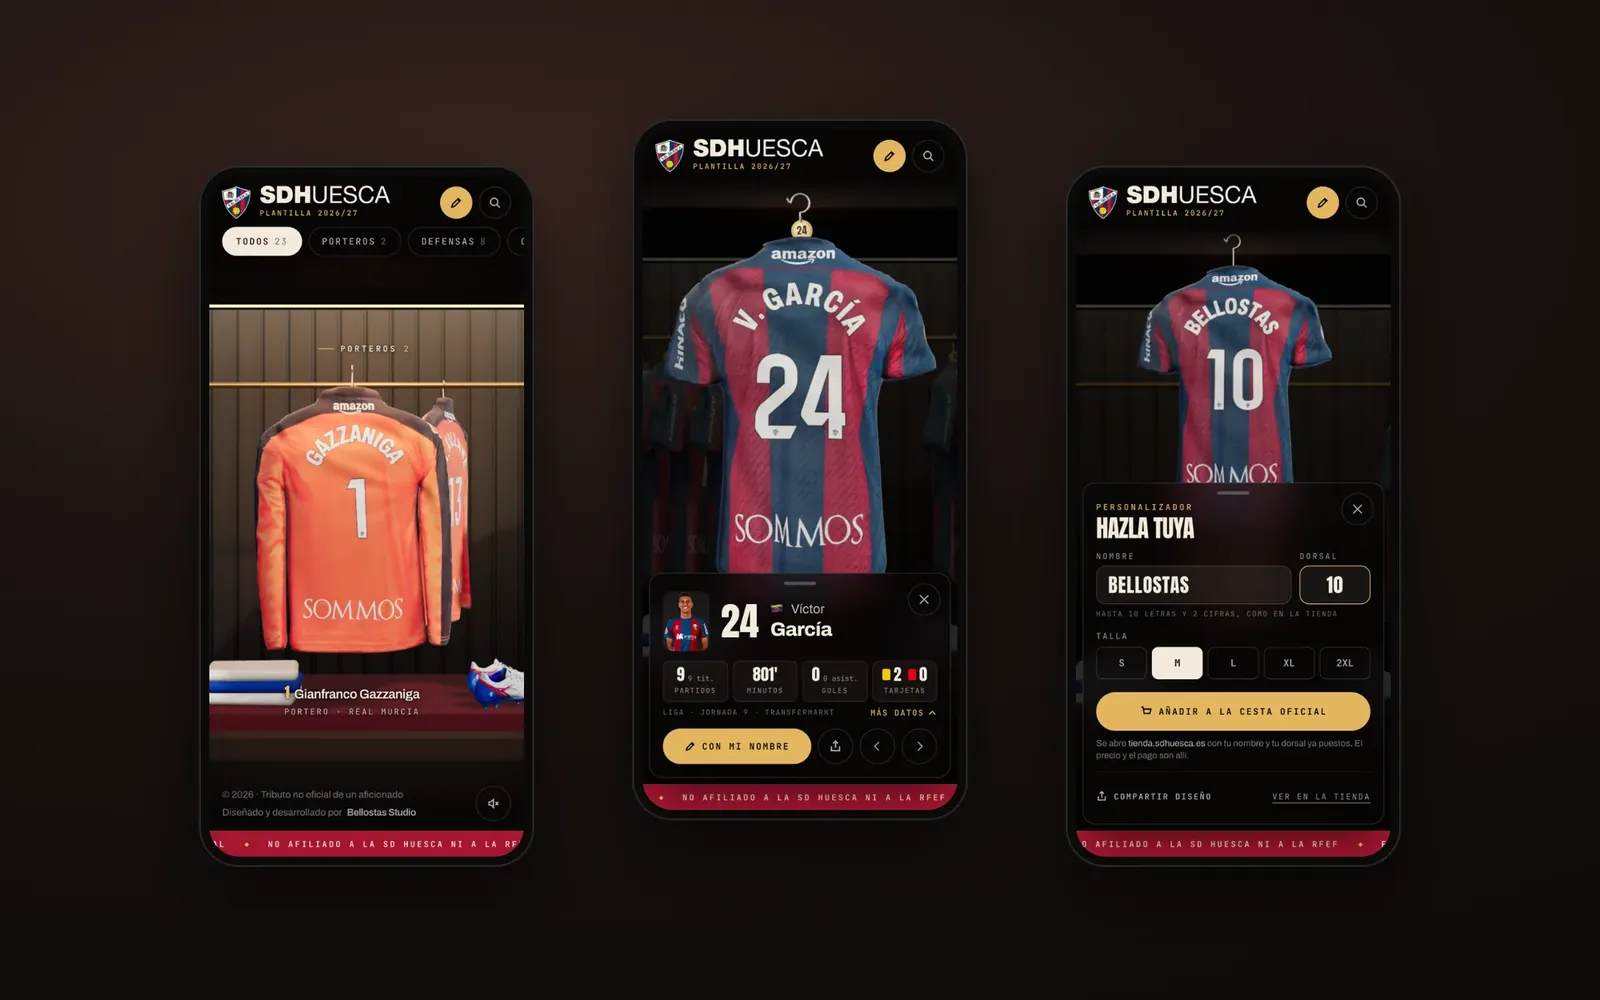 SDHUESCA
PLANTILLA 2026/27
TODOS 23
PORTEROS 2
DEFENSAS 8
PORTEROS 2
amazon
GAZZANIGA
1
13
SOMMOS
1 Gianfranco Gazzaniga
PORTERO · REAL MURCIA
© 2026 · Tributo no oficial de un aficionado
Diseñado y desarrollado por Bellostas Studio
NO AFILIADO A LA SD HUESCA NI A LA RF
SDHUESCA
PLANTILLA 2026/27
24
amazon
V. GARCÍA
HINACO
24
SOMMOS
24
Víctor
García
9 9 tit.
PARTIDOS
801'
MINUTOS
0 0 asist.
GOLES
2 0
TARJETAS
LIGA · JORNADA 9 · TRANSFERMARKT
MÁS DATOS
CON MI NOMBRE
NO AFILIADO A LA SD HUESCA NI A LA RFEF
SDHUESCA
PLANTILLA 2026/27
amazon
BELLOSTAS
HINACO
10
SOMMOS
PERSONALIZADOR
HAZLA TUYA
NOMBRE
DORSAL
BELLOSTAS
10
HASTA 10 LETRAS Y 2 CIFRAS, COMO EN LA TIENDA
TALLA
S
M
L
XL
2XL
AÑADIR A LA CESTA OFICIAL
Se abre tienda.sdhuesca.es con tu nombre y tu dorsal ya puestos. El
precio y el pago son allí.
COMPARTIR DISEÑO
VER EN LA TIENDA
O AFILIADO A LA SD HUESCA NI A LA RFEF